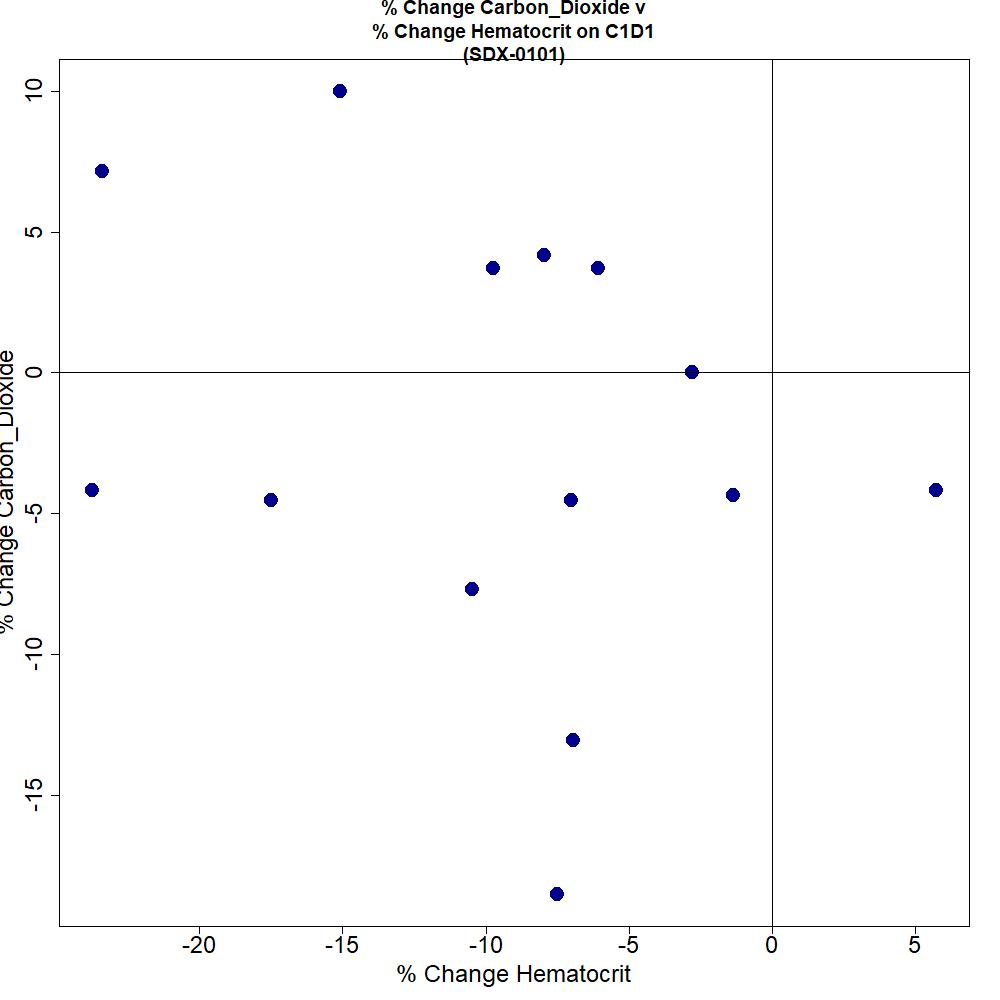 % Change Carbon_Dioxide v
% Change Hematocrit on C1D1
(SDX-0101)
10
5
0
-5
-10
-15
% Change Carbon_Dioxide
-20 -15 -10 -5 0 5
% Change Hematocrit